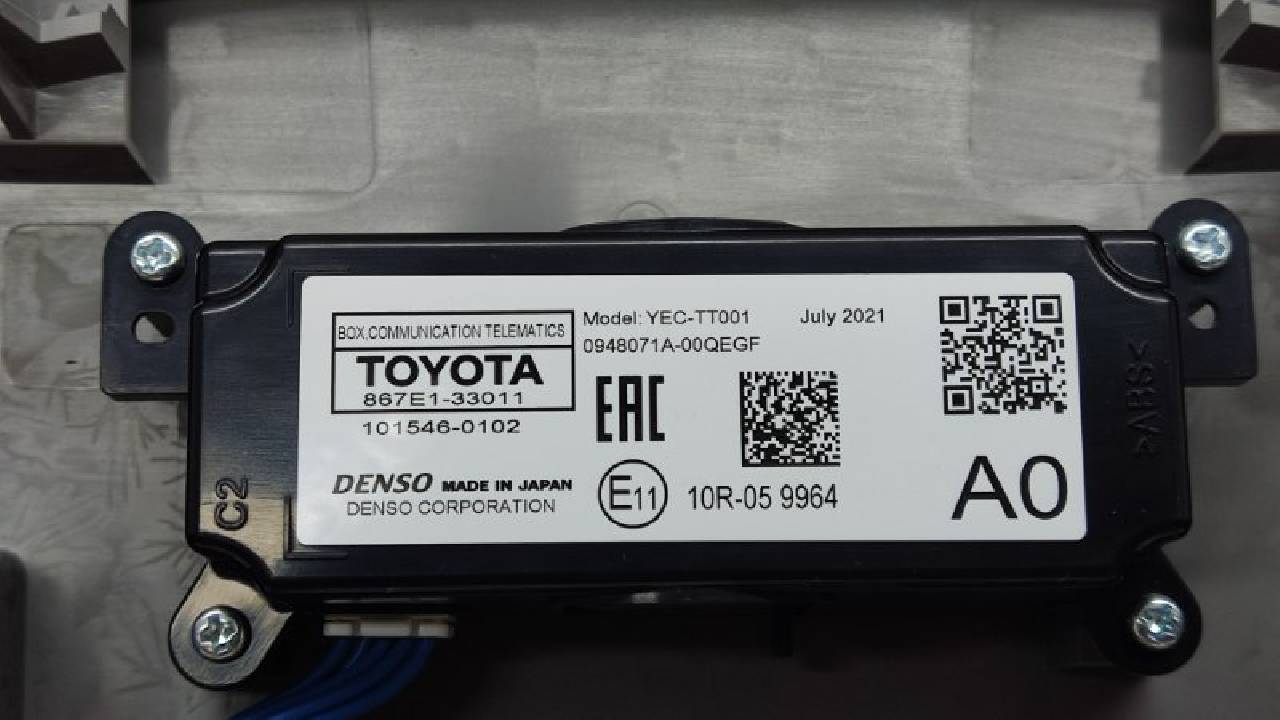 BOX,COMMUNICATION TELEMATICS
TOYOTA
867E1-33011
101546-0102
Model: YEC-TT001
July 2021
0948071A-00QEGF
EAC
DENSO MADE IN JAPAN
DENSO CORPORATION
E11
10R-05 9964
A0
C2
>ABS<